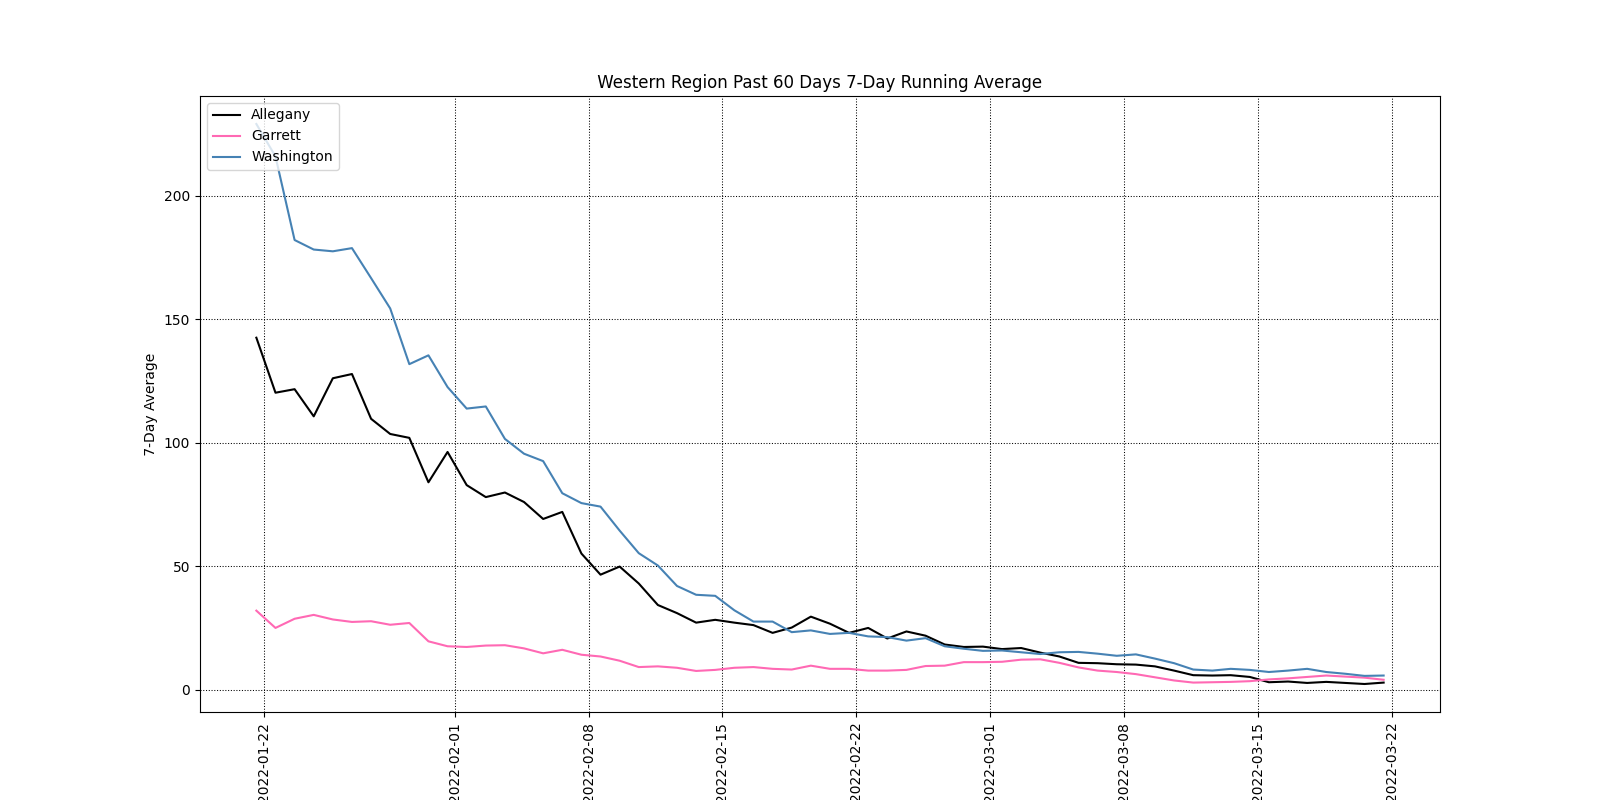 Western Region Past 60 Days 7-Day Running Average
Allegany
Garrett
Washington
7-Day Average
200
150
100
50
0
2022-01-22
2022-02-01
2022-02-08
2022-02-15
2022-02-22
2022-03-01
2022-03-08
2022-03-15
2022-03-22